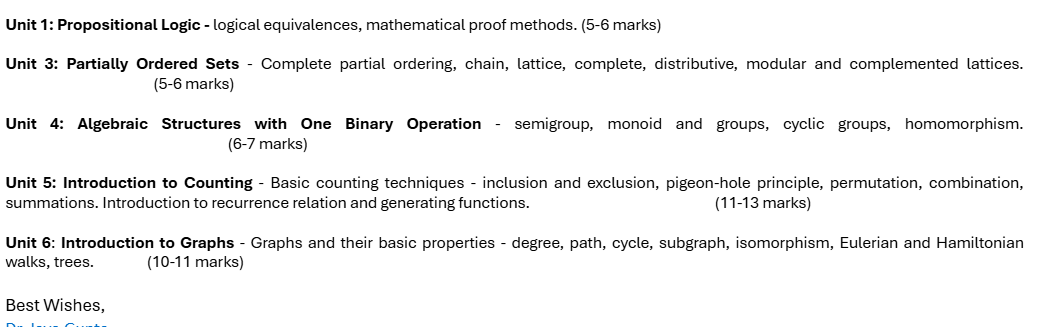 Unit 1: Propositional Logic - logical equivalences, mathematical proof methods. (5-6 marks)
Unit 3: Partially Ordered Sets - Complete partial ordering, chain, lattice, complete, distributive, modular and complemented lattices.
(5-6 marks)
Unit 4: Algebraic Structures with One Binary Operation - semigroup, monoid and groups, cyclic groups, homomorphism.
(6-7 marks)
Unit 5: Introduction to Counting - Basic counting techniques - inclusion and exclusion, pigeon-hole principle, permutation, combination,
summations. Introduction to recurrence relation and generating functions. (11-13 marks)
Unit 6: Introduction to Graphs - Graphs and their basic properties - degree, path, cycle, subgraph, isomorphism, Eulerian and Hamiltonian
walks, trees. (10-11 marks)
Best Wishes,